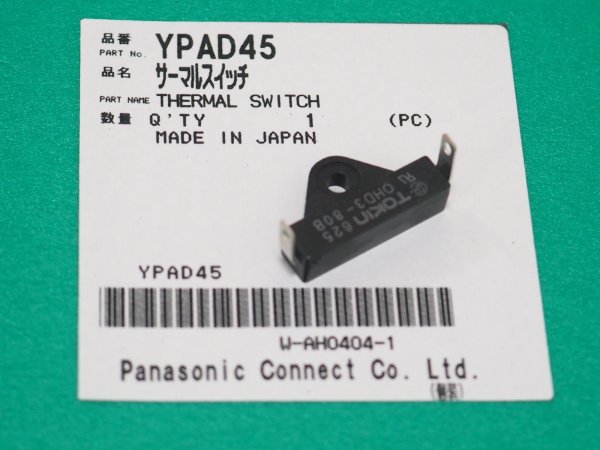 品番 YPAD45
PART No.
品名 サーマルスイッチ
PART NAME THERMAL SWITCH
数量 Q'TY 1 (PC)
MADE IN JAPAN
TOKIN 625
OHD3-80B
YPAD45
W-AH0404-1
Panasonic Connect Co. Ltd.